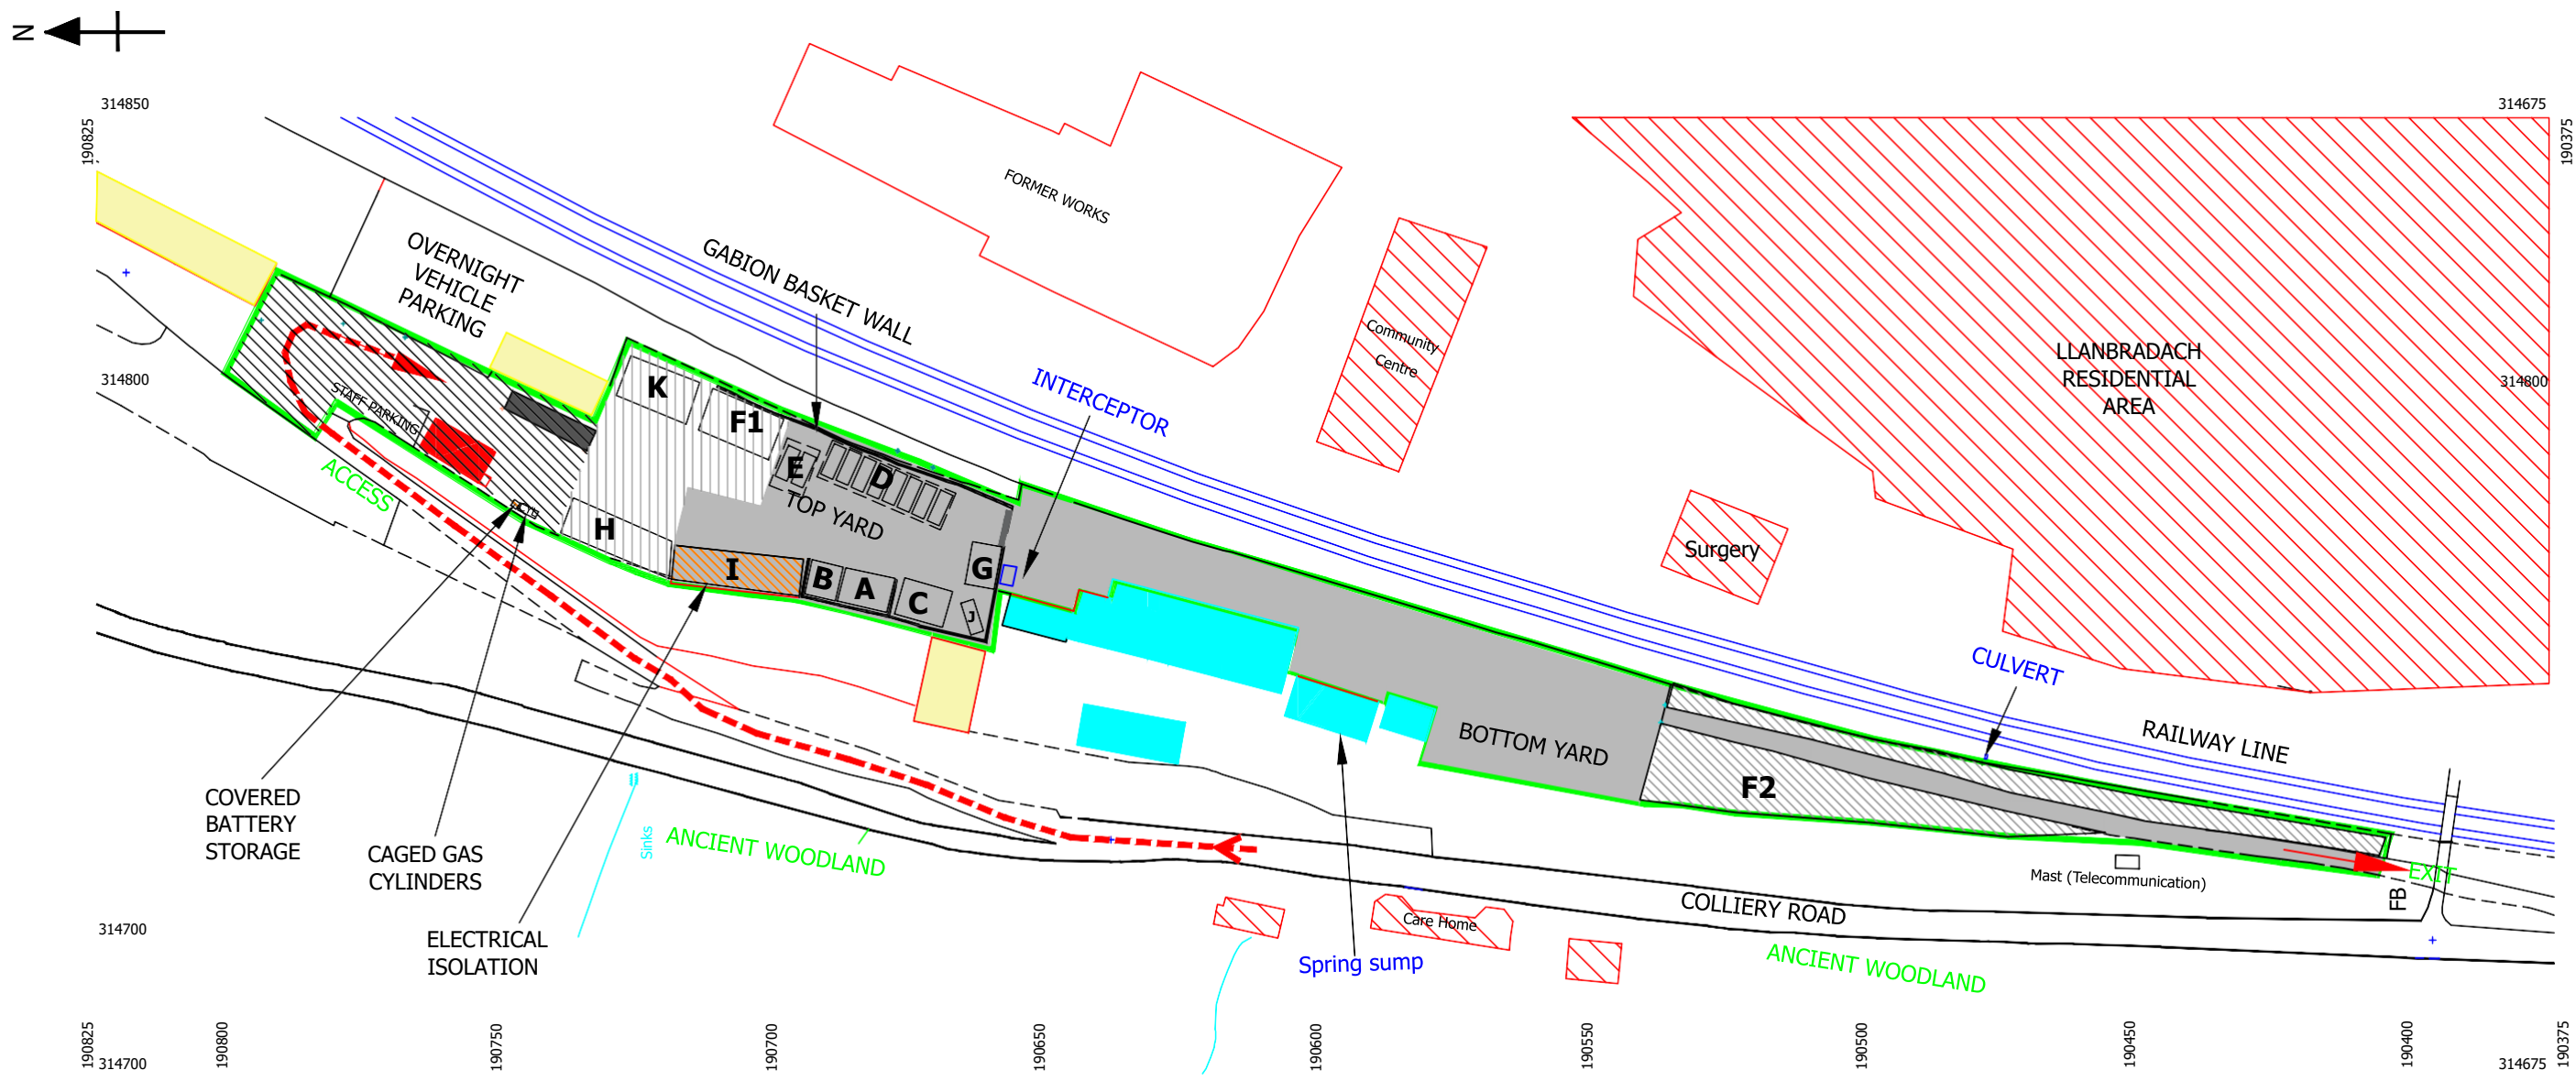 N
314850
314675
190825
190375
FORMER WORKS
OVERNIGHT
VEHICLE
PARKING
GABION BASKET WALL
Community
Centre
LLANBRADACH
RESIDENTIAL
AREA
314800
314800
INTERCEPTOR
STAFF PARKING
K
F1
E
D
ACCESS
TOP YARD
Surgery
H
I
B
A
C
G
J
CULVERT
RAILWAY LINE
BOTTOM YARD
F2
COVERED
BATTERY
STORAGE
CAGED GAS
CYLINDERS
ELECTRICAL
ISOLATION
Sinks
ANCIENT WOODLAND
Mast (Telecommunication)
EXIT
FB
COLLIERY ROAD
Care Home
Spring sump
ANCIENT WOODLAND
314700
190825
190800
190750
190700
190650
190600
190550
190500
190450
190400
190375
314700
314675